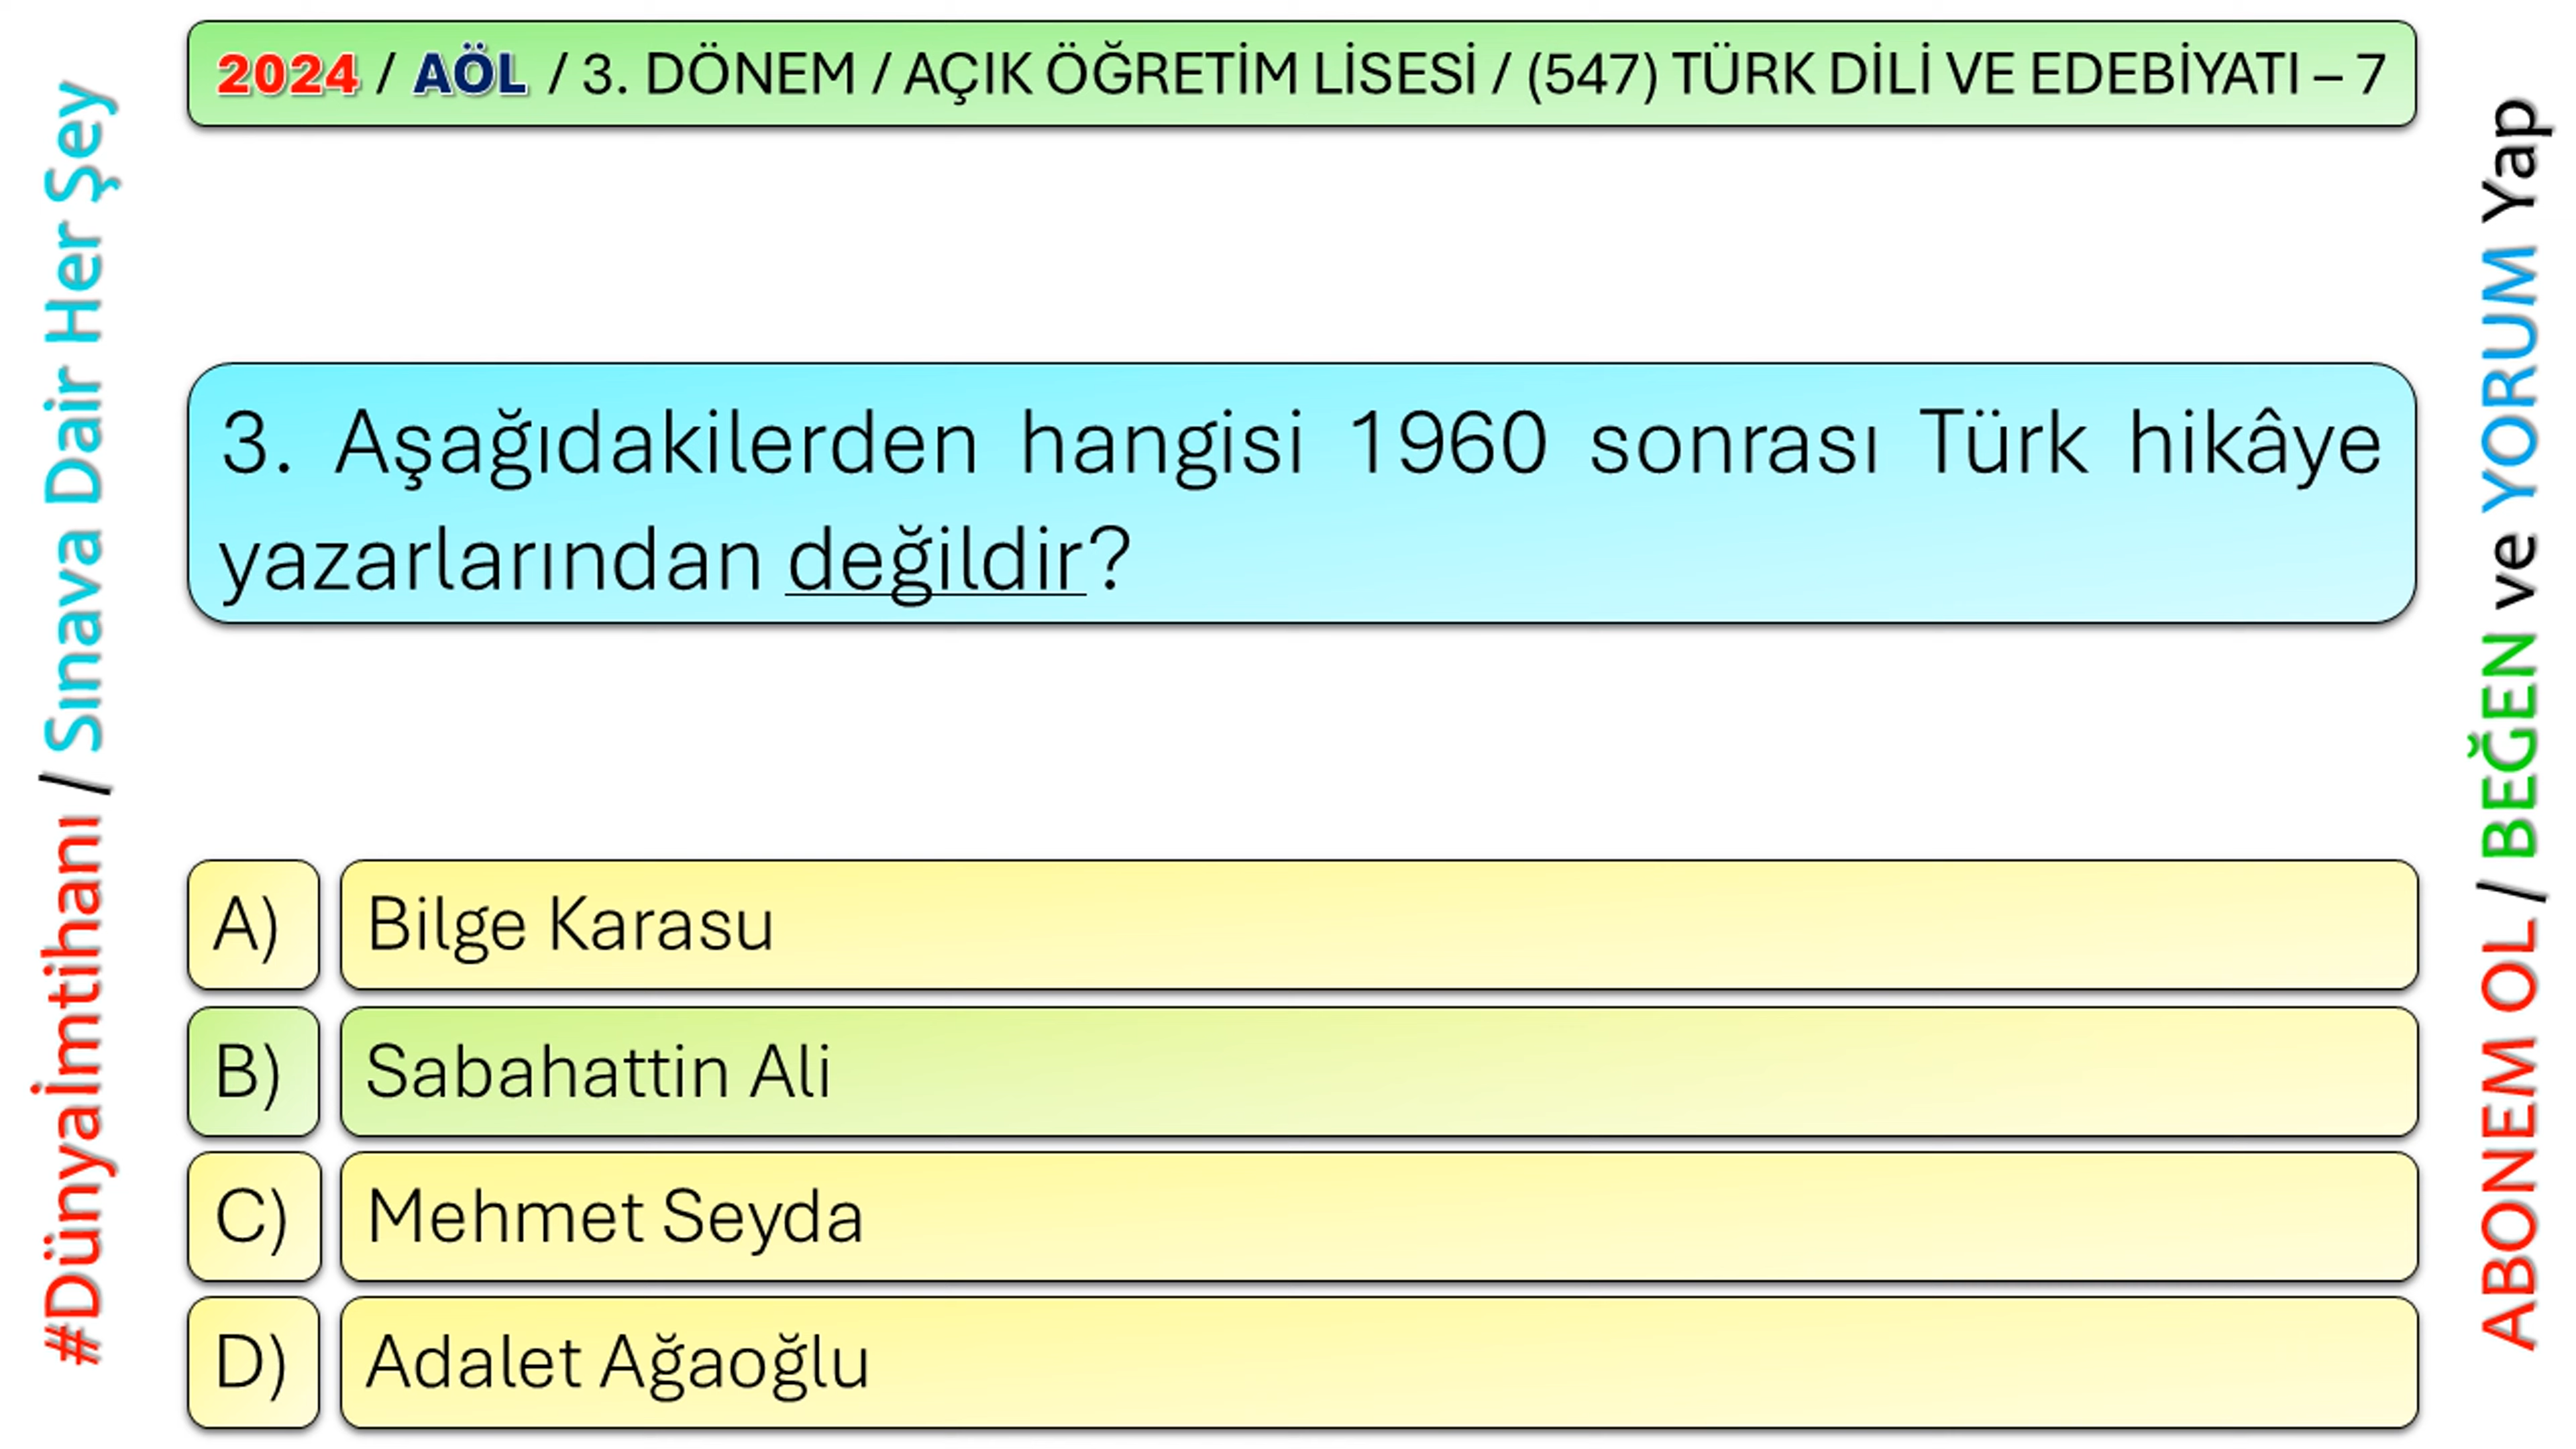 2024 / AÖL / 3. DÖNEM / AÇIK ÖĞRETİM LİSESİ / (547) TÜRK DİLİ VE EDEBİYATI – 7
#Dünyaİmtihanı / Sınava Dair Her Şey
3. Aşağıdakilerden hangisi 1960 sonrası Türk hikâye
yazarlarından değildir?
A) Bilge Karasu
B) Sabahattin Ali
C) Mehmet Seyda
D) Adalet Ağaoğlu
ABONEM OL / BEĞEN ve YORUM Yap